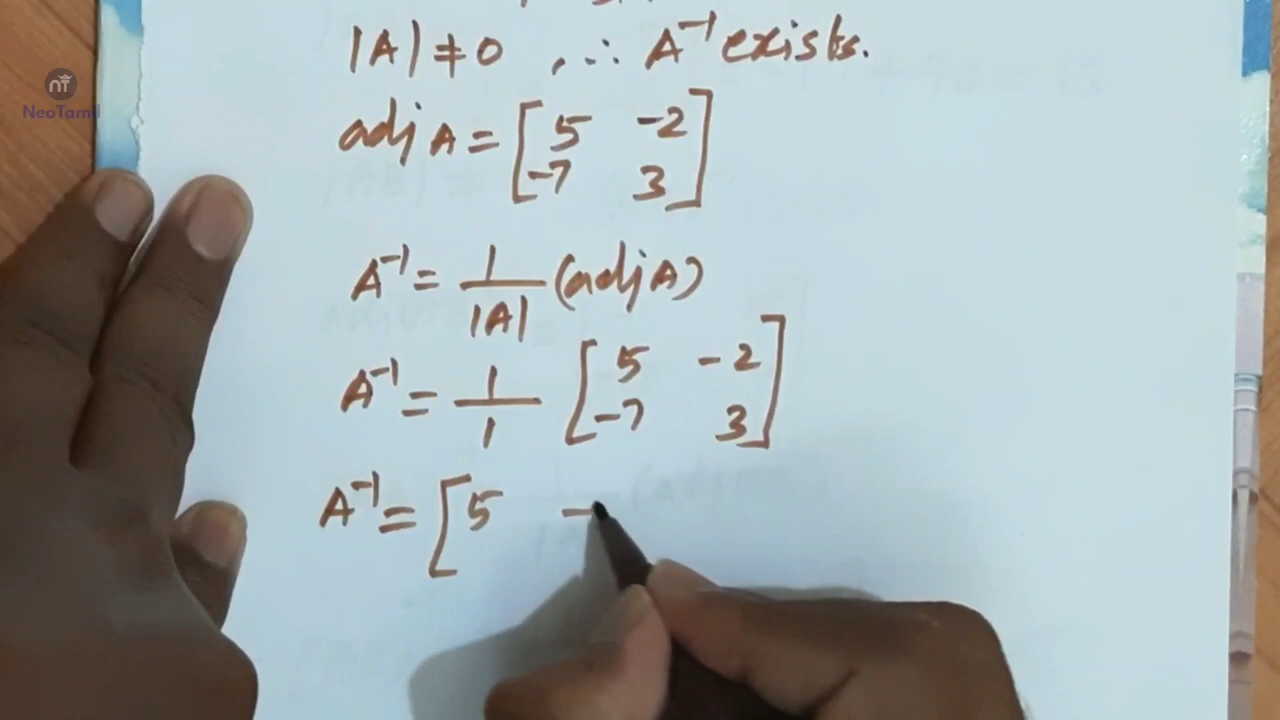 |A| ≠ 0 , ∴ A⁻¹ exists.
NT
NeoTamil
adj A = [5 -2
-7 3]
A⁻¹ = 1/|A| (adj A)
A⁻¹ = 1/1 [5 -2
-7 3]
A⁻¹ = [5 -